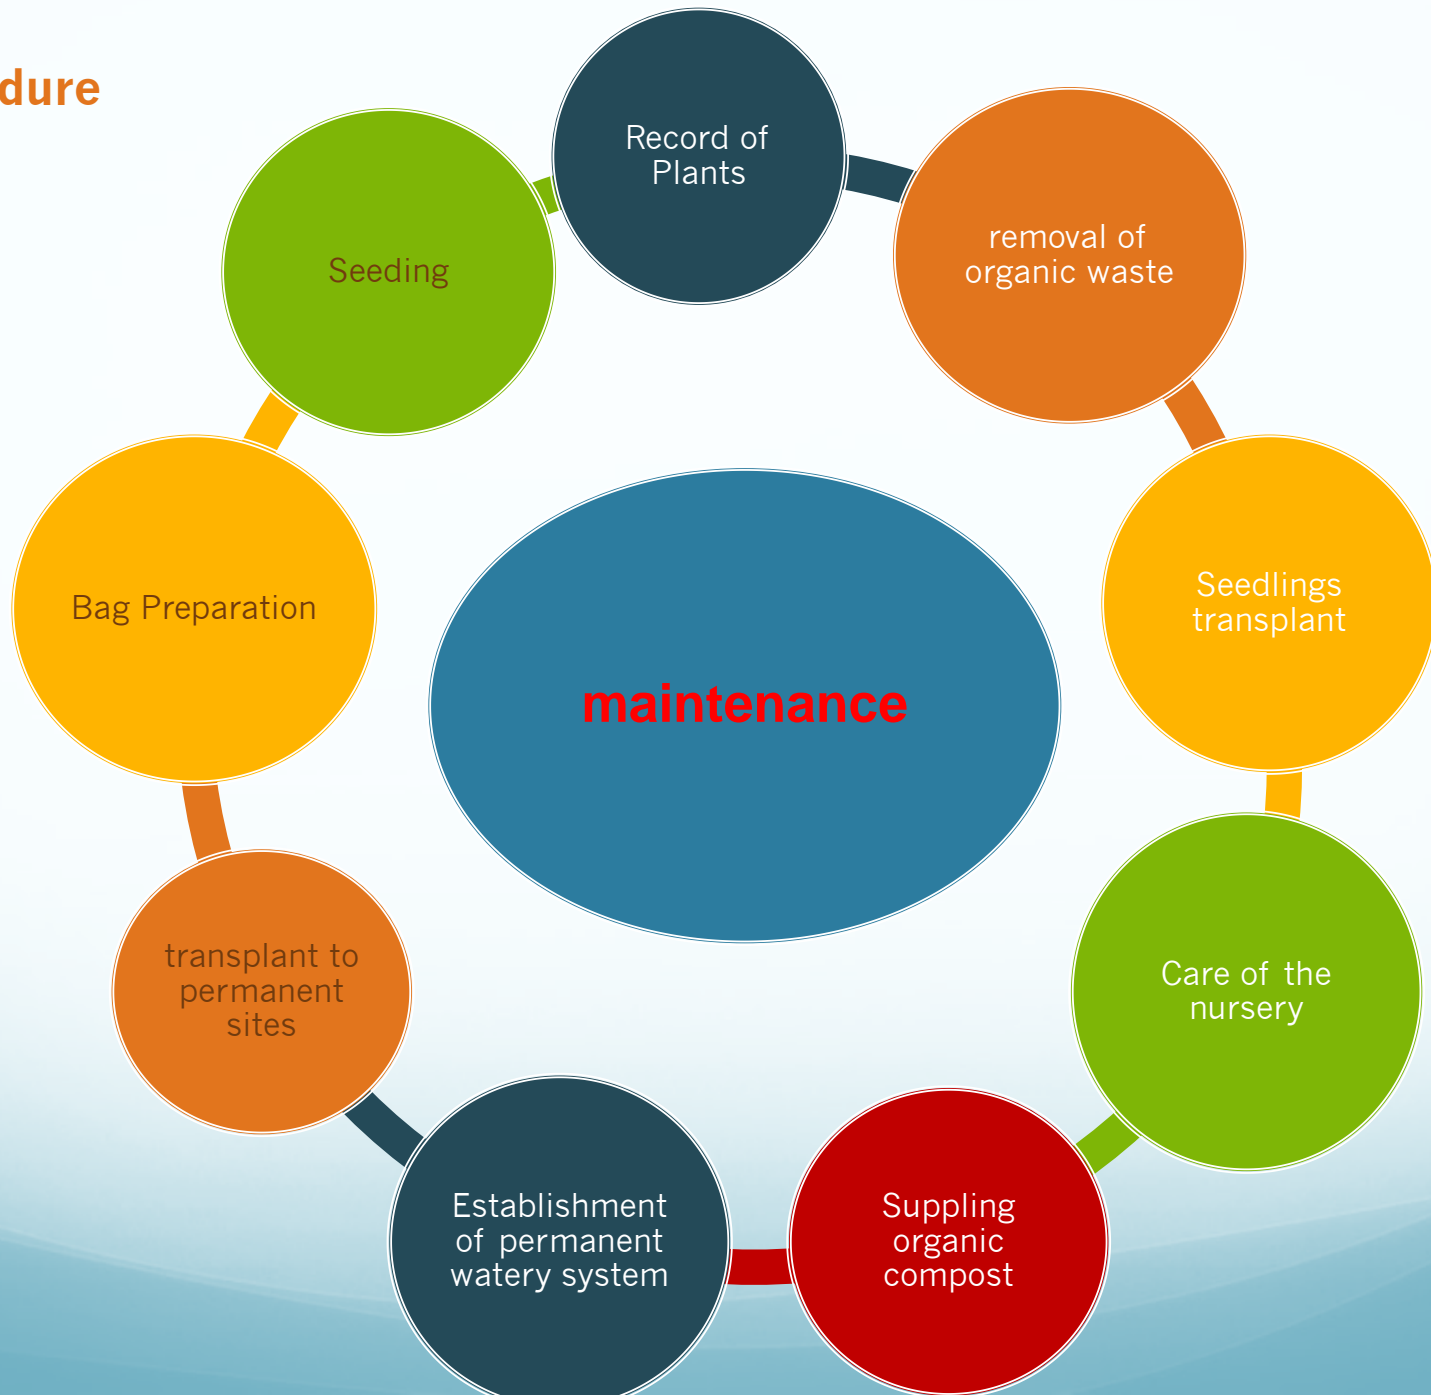 dure
Record of
Plants
removal of
organic waste
Seedlings
transplant
Care of the
nursery
Suppling
organic
compost
Establishment
of permanent
watery system
transplant to
permanent
sites
Bag Preparation
Seeding
maintenance